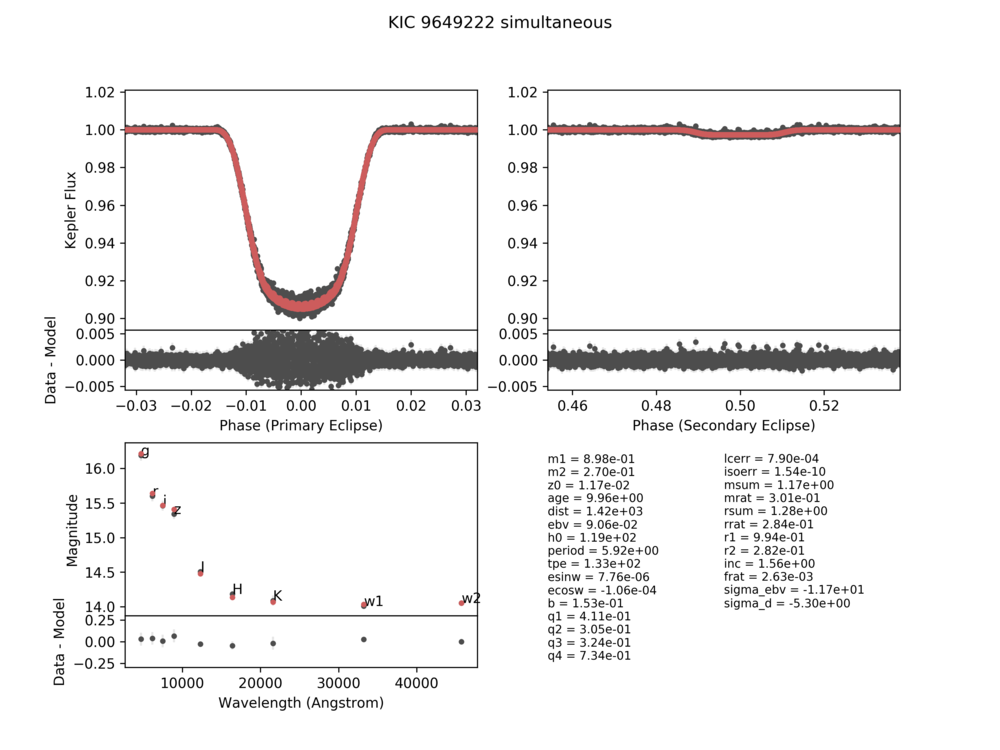 KIC 9649222 simultaneous
1.02
1.00
0.98
0.96
0.94
0.92
0.90
Kepler Flux
0.005
0.000
−0.005
Data - Model
−0.03 −0.02 −0.01 0.00 0.01 0.02 0.03
Phase (Primary Eclipse)
1.02
1.00
0.98
0.96
0.94
0.92
0.90
0.005
0.000
−0.005
0.46 0.48 0.50 0.52
Phase (Secondary Eclipse)
16.0
15.5
15.0
14.5
14.0
Magnitude
g
r
i
z
J
H
K
w1
w2
0.25
0.00
−0.25
Data - Model
10000 20000 30000 40000
Wavelength (Angstrom)
m1 = 8.98e-01
m2 = 2.70e-01
z0 = 1.17e-02
age = 9.96e+00
dist = 1.42e+03
ebv = 9.06e-02
h0 = 1.19e+02
period = 5.92e+00
tpe = 1.33e+02
esinw = 7.76e-06
ecosw = -1.06e-04
b = 1.53e-01
q1 = 4.11e-01
q2 = 3.05e-01
q3 = 3.24e-01
q4 = 7.34e-01
lcerr = 7.90e-04
isoerr = 1.54e-10
msum = 1.17e+00
mrat = 3.01e-01
rsum = 1.28e+00
rrat = 2.84e-01
r1 = 9.94e-01
r2 = 2.82e-01
inc = 1.56e+00
frat = 2.63e-03
sigma_ebv = -1.17e+01
sigma_d = -5.30e+00